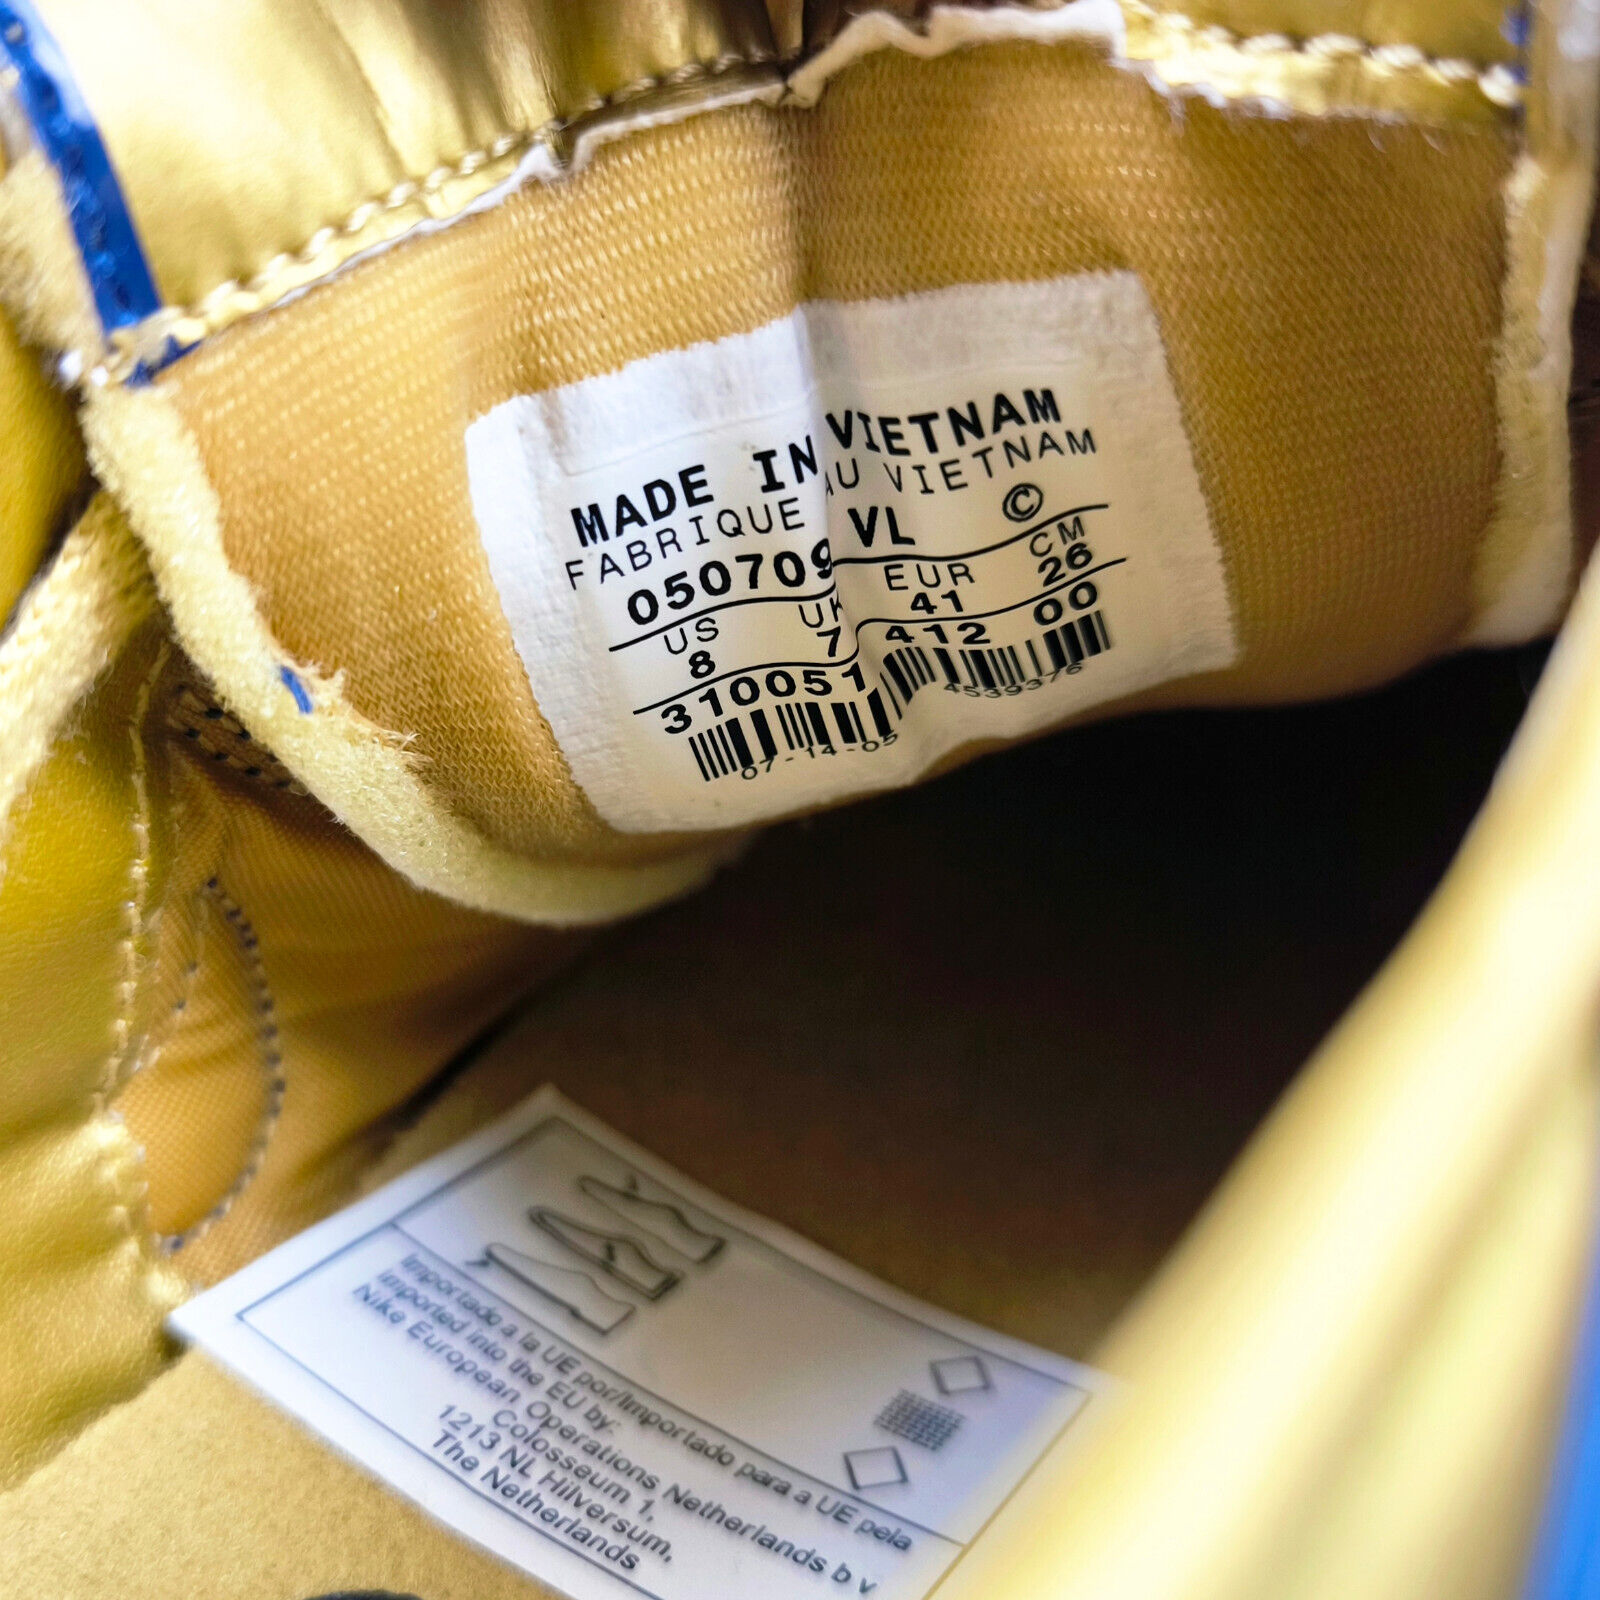 MADE IN VIETNAM
FABRIQUE AU VIETNAM
050709 VL ©
US UK EUR CM
8 7 41 26
310051 412 00
4539376
07-14-05
Importado a la UE por/Importado para a UE pela
imported into the EU by:
Nike European Operations Netherlands b v
Colosseum 1,
1213 NL Hilversum,
The Netherlands